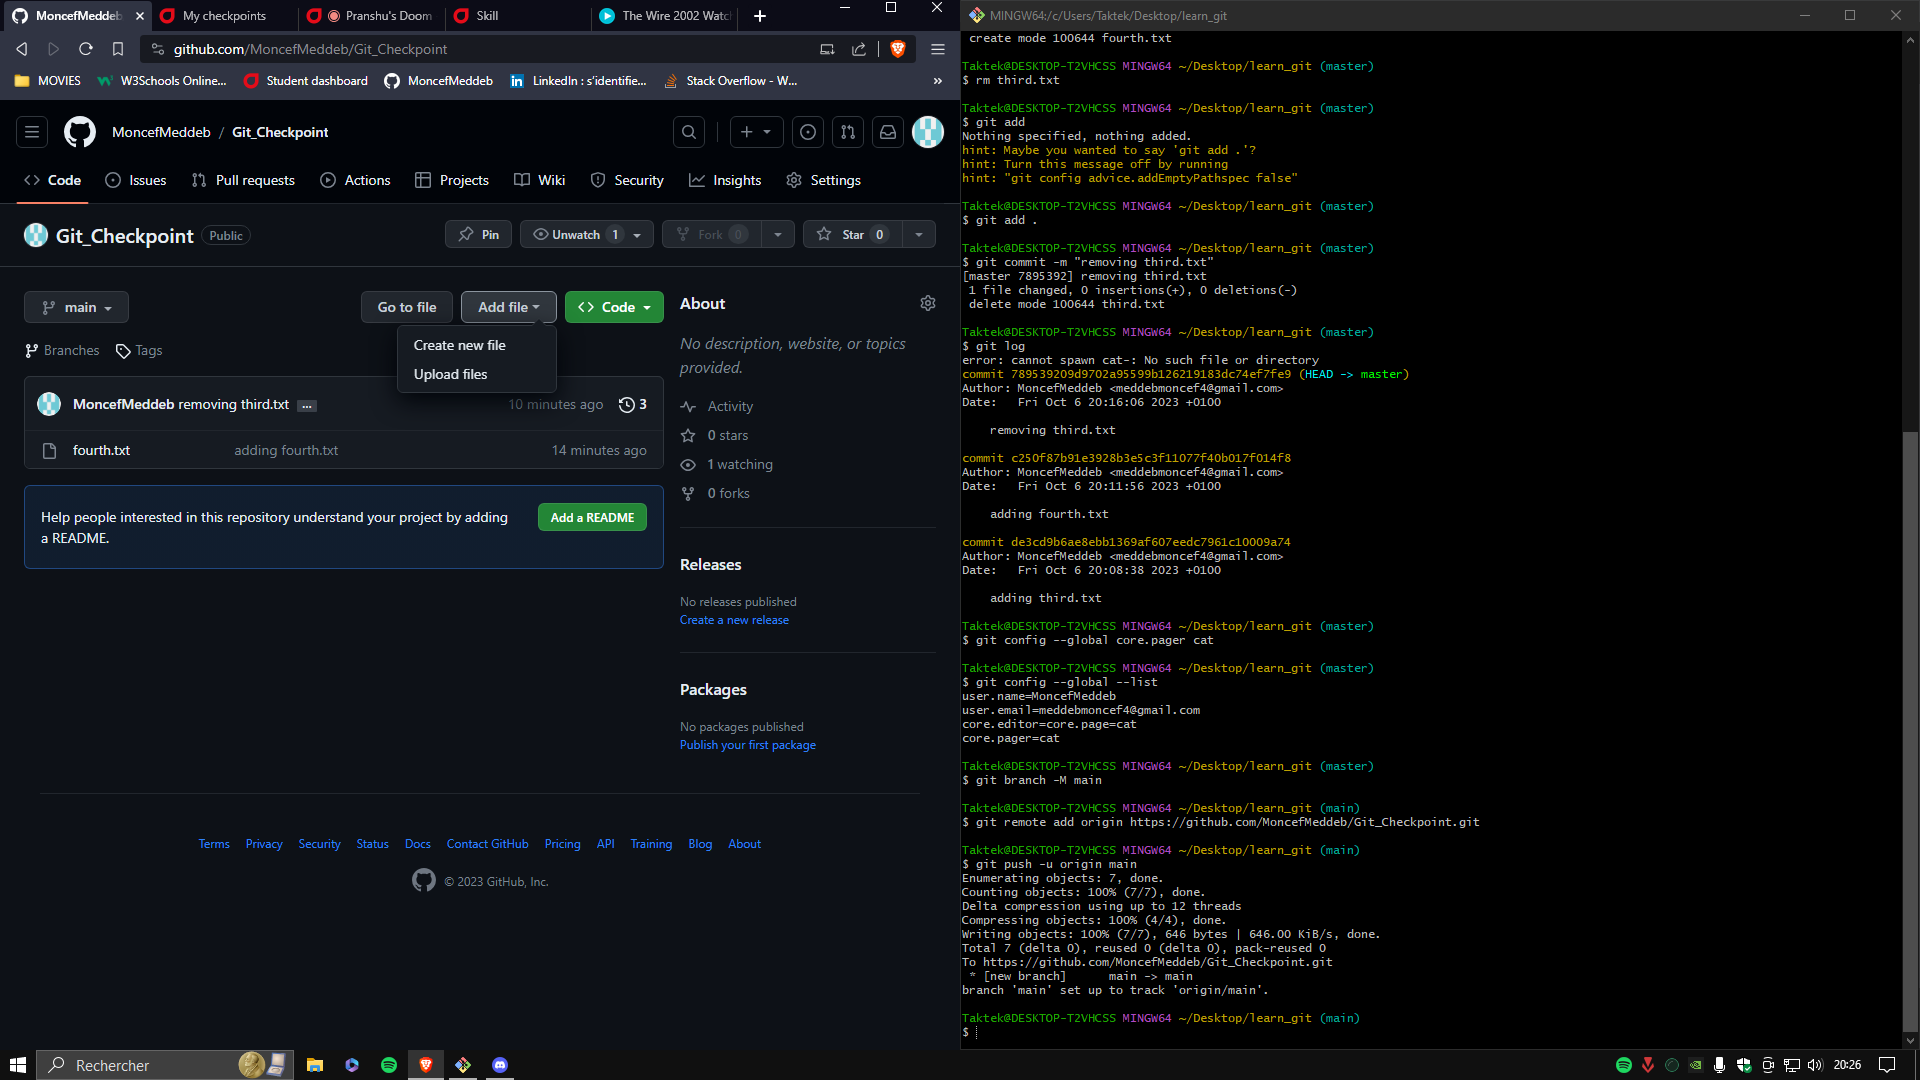 MoncefMeddeb
My checkpoints
Pranshu's Doom
Skill
The Wire 2002 Watc
github.com/MoncefMeddeb/Git_Checkpoint
MOVIES
W3Schools Online...
Student dashboard
MoncefMeddeb
LinkedIn : s'identifie...
Stack Overflow - W...
»
MoncefMeddeb / Git_Checkpoint
Code
Issues
Pull requests
Actions
Projects
Wiki
Security
Insights
Settings
Git_Checkpoint Public
Pin
Unwatch 1
Fork 0
Star 0
main
Go to file
Add file
Code
Create new file
Upload files
Branches
Tags
MoncefMeddeb removing third.txt ...
10 minutes ago
3
fourth.txt
adding fourth.txt
14 minutes ago
Help people interested in this repository understand your project by adding
a README.
Add a README
About
No description, website, or topics
provided.
Activity
0 stars
1 watching
0 forks
Releases
No releases published
Create a new release
Packages
No packages published
Publish your first package
Terms Privacy Security Status Docs Contact GitHub Pricing API Training Blog About
© 2023 GitHub, Inc.
MINGW64:/c/Users/Taktek/Desktop/learn_git
create mode 100644 fourth.txt
Taktek@DESKTOP-T2VHCSS MINGW64 ~/Desktop/learn_git (master)
$ rm third.txt
Taktek@DESKTOP-T2VHCSS MINGW64 ~/Desktop/learn_git (master)
$ git add
Nothing specified, nothing added.
hint: Maybe you wanted to say 'git add .'?
hint: Turn this message off by running
hint: "git config advice.addEmptyPathspec false"
Taktek@DESKTOP-T2VHCSS MINGW64 ~/Desktop/learn_git (master)
$ git add .
Taktek@DESKTOP-T2VHCSS MINGW64 ~/Desktop/learn_git (master)
$ git commit -m "removing third.txt"
[master 7895392] removing third.txt
1 file changed, 0 insertions(+), 0 deletions(-)
delete mode 100644 third.txt
Taktek@DESKTOP-T2VHCSS MINGW64 ~/Desktop/learn_git (master)
$ git log
error: cannot spawn cat-: No such file or directory
commit 789539209d9702a95599b126219183dc74ef7fe9 (HEAD -> master)
Author: MoncefMeddeb <meddebmoncef4@gmail.com>
Date: Fri Oct 6 20:16:06 2023 +0100
removing third.txt
commit c250f87b91e3928b3e5c3f11077f40b017f014f8
Author: MoncefMeddeb <meddebmoncef4@gmail.com>
Date: Fri Oct 6 20:11:56 2023 +0100
adding fourth.txt
commit de3cd9b6ae8ebb1369af607eedc7961c10009a74
Author: MoncefMeddeb <meddebmoncef4@gmail.com>
Date: Fri Oct 6 20:08:38 2023 +0100
adding third.txt
Taktek@DESKTOP-T2VHCSS MINGW64 ~/Desktop/learn_git (master)
$ git config --global core.pager cat
Taktek@DESKTOP-T2VHCSS MINGW64 ~/Desktop/learn_git (master)
$ git config --global --list
user.name=MoncefMeddeb
user.email=meddebmoncef4@gmail.com
core.editor=core.page=cat
core.pager=cat
Taktek@DESKTOP-T2VHCSS MINGW64 ~/Desktop/learn_git (master)
$ git branch -M main
Taktek@DESKTOP-T2VHCSS MINGW64 ~/Desktop/learn_git (main)
$ git remote add origin https://github.com/MoncefMeddeb/Git_Checkpoint.git
Taktek@DESKTOP-T2VHCSS MINGW64 ~/Desktop/learn_git (main)
$ git push -u origin main
Enumerating objects: 7, done.
Counting objects: 100% (7/7), done.
Delta compression using up to 12 threads
Compressing objects: 100% (4/4), done.
Writing objects: 100% (7/7), 646 bytes | 646.00 KiB/s, done.
Total 7 (delta 0), reused 0 (delta 0), pack-reused 0
To https://github.com/MoncefMeddeb/Git_Checkpoint.git
* [new branch] main -> main
branch 'main' set up to track 'origin/main'.
Taktek@DESKTOP-T2VHCSS MINGW64 ~/Desktop/learn_git (main)
$
Rechercher
20:26